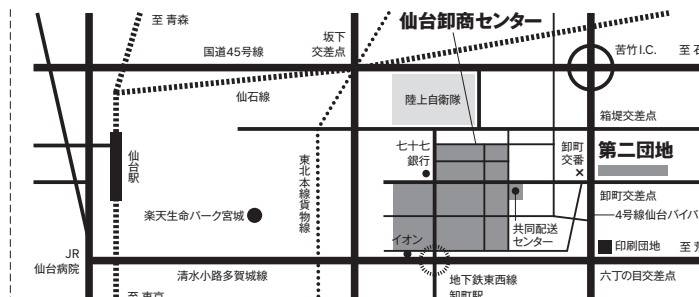 至 青森
仙台卸商センター
坂下
交差点
国道45号線
苦竹I.C.
至
仙石線
陸上自衛隊
箱堤交差点
七十七
銀行
卸町
交番
第二団地
仙台駅
東北本線貨物線
卸町交差点
楽天生命パーク宮城
4号線仙台バイパ
共同配送
センター
イオン
印刷団地
至
JR
仙台病院
清水小路多賀城線
地下鉄東西線
卸町駅
六丁の目交差点
至 東京